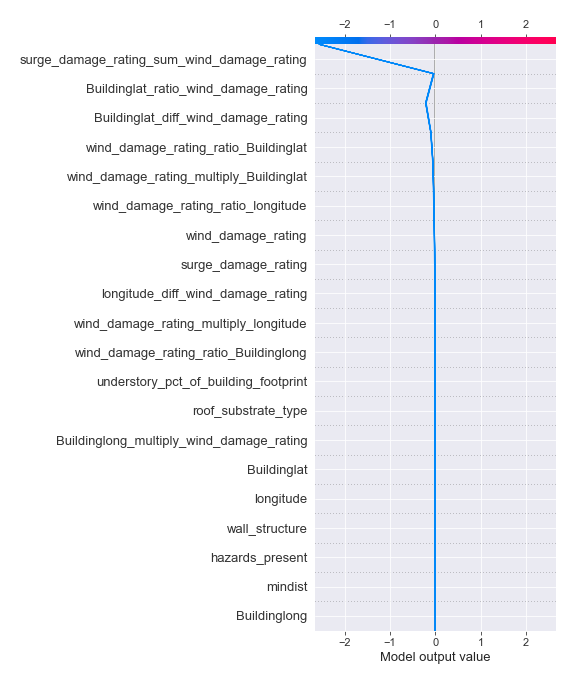 −2 −1 0 1 2
surge_damage_rating_sum_wind_damage_rating
Buildinglat_ratio_wind_damage_rating
Buildinglat_diff_wind_damage_rating
wind_damage_rating_ratio_Buildinglat
wind_damage_rating_multiply_Buildinglat
wind_damage_rating_ratio_longitude
wind_damage_rating
surge_damage_rating
longitude_diff_wind_damage_rating
wind_damage_rating_multiply_longitude
wind_damage_rating_ratio_Buildinglong
understory_pct_of_building_footprint
roof_substrate_type
Buildinglong_multiply_wind_damage_rating
Buildinglat
longitude
wall_structure
hazards_present
mindist
Buildinglong
−2 −1 0 1 2
Model output value